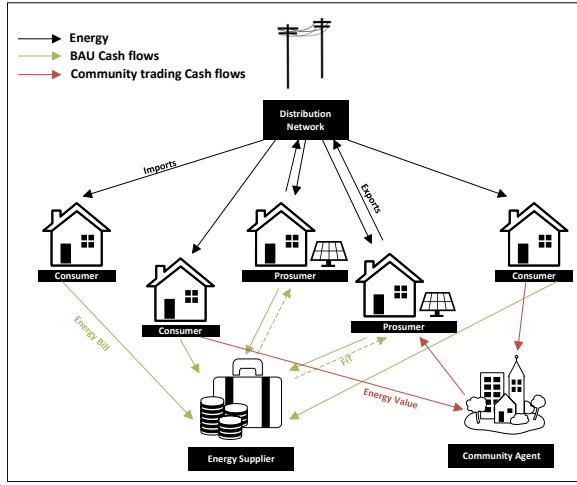 Energy
BAU Cash flows
Community trading Cash flows
Distribution
Network
Imports
Exports
Consumer
Prosumer
Consumer
Consumer
Prosumer
Energy Bill
FiT
Energy Value
Energy Supplier
Community Agent